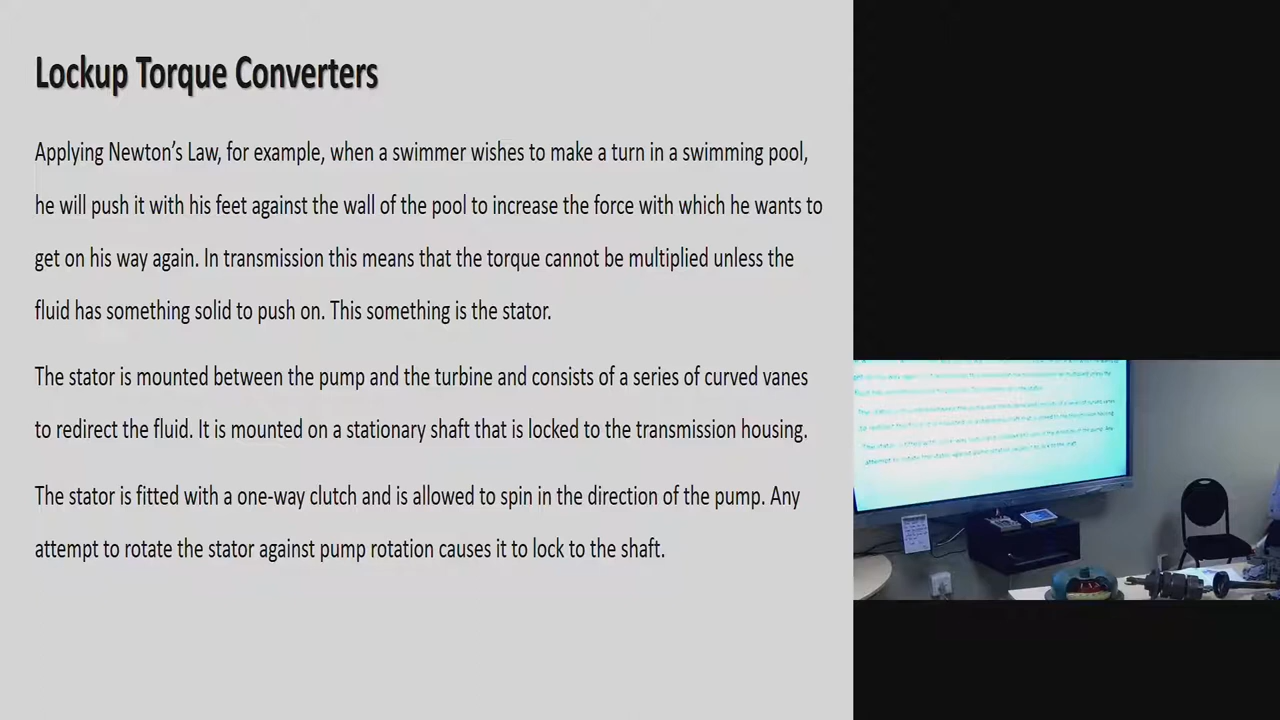 Lockup Torque Converters
Applying Newton's Law, for example, when a swimmer wishes to make a turn in a swimming pool,
he will push it with his feet against the wall of the pool to increase the force with which he wants to
get on his way again. In transmission this means that the torque cannot be multiplied unless the
fluid has something solid to push on. This something is the stator.
The stator is mounted between the pump and the turbine and consists of a series of curved vanes
to redirect the fluid. It is mounted on a stationary shaft that is locked to the transmission housing.
The stator is fitted with a one-way clutch and is allowed to spin in the direction of the pump. Any
attempt to rotate the stator against pump rotation causes it to lock to the shaft.